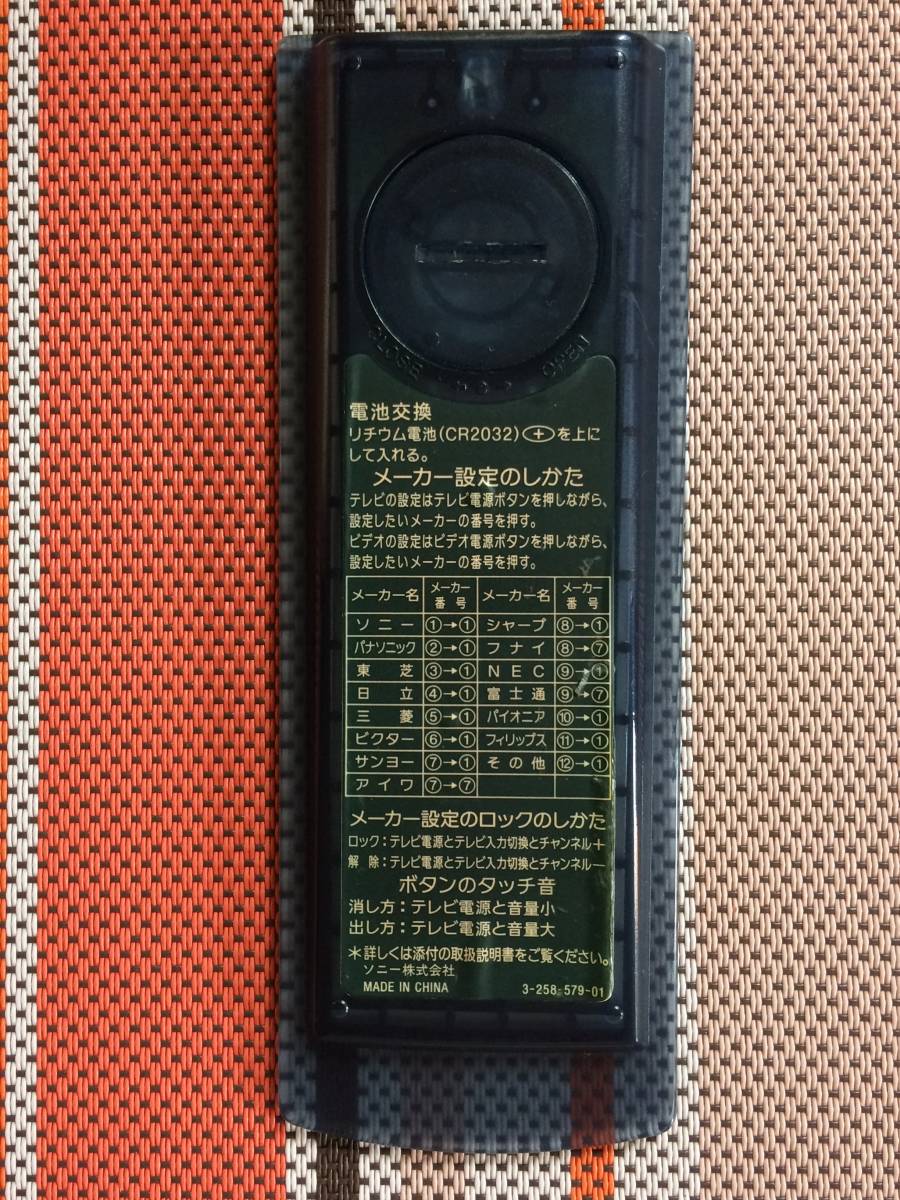 CLOSE OPEN
電池交換
リチウム電池(CR2032)⊕を上に
して入れる。
メーカー設定のしかた
テレビの設定はテレビ電源ボタンを押しながら、
設定したいメーカーの番号を押す。
ビデオの設定はビデオ電源ボタンを押しながら、
設定したいメーカーの番号を押す。
メーカー名 メーカー番号 メーカー名 メーカー番号
ソニー ①→① シャープ ⑧→①
パナソニック ②→① フナイ ⑧→⑦
東芝 ③→① NEC ⑨→①
日立 ④→① 富士通 ⑨→⑦
三菱 ⑤→① パイオニア ⑩→①
ビクター ⑥→① フィリップス ⑪→①
サンヨー ⑦→① その他 ⑫→①
アイワ ⑦→⑦
メーカー設定のロックのしかた
ロック:テレビ電源とテレビ入力切換とチャンネル+
解除:テレビ電源とテレビ入力切換とチャンネル−
ボタンのタッチ音
消し方:テレビ電源と音量小
出し方:テレビ電源と音量大
*詳しくは添付の取扱説明書をご覧ください。
ソニー株式会社
MADE IN CHINA 3-258-579-01